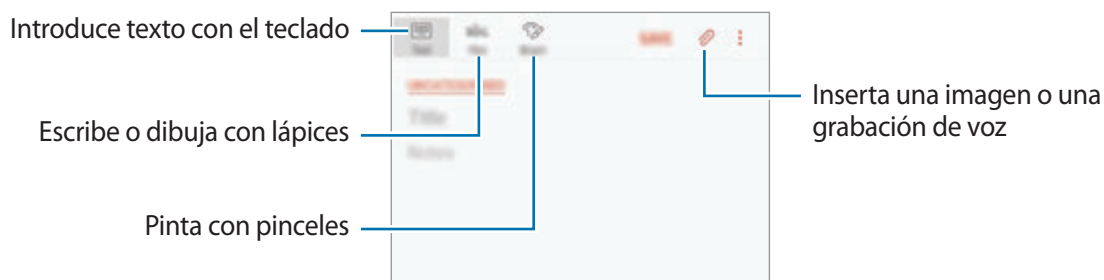 Introduce texto con el teclado
Escribe o dibuja con lápices
Pinta con pinceles
Inserta una imagen o una
grabación de voz
Title
Notes